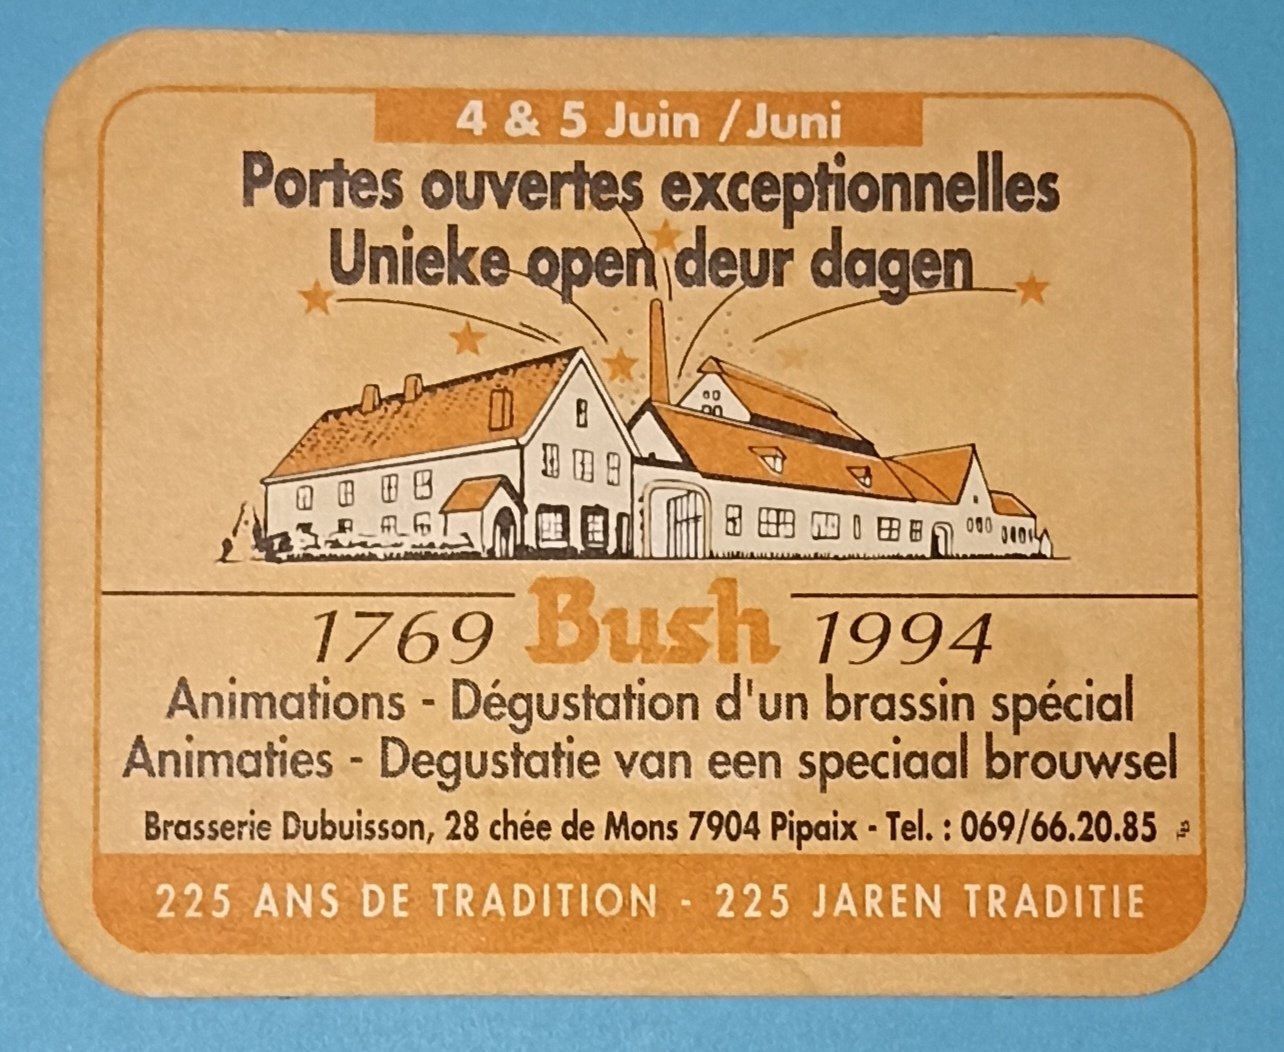 4 & 5 Juin / Juni
Portes ouvertes exceptionnelles
Unieke open deur dagen
1769 Bush 1994
Animations - Dégustation d'un brassin spécial
Animaties - Degustatie van een speciaal brouwsel
Brasserie Dubuisson, 28 chée de Mons 7904 Pipaix - Tel. : 069/66.20.85
225 ANS DE TRADITION - 225 JAREN TRADITIE